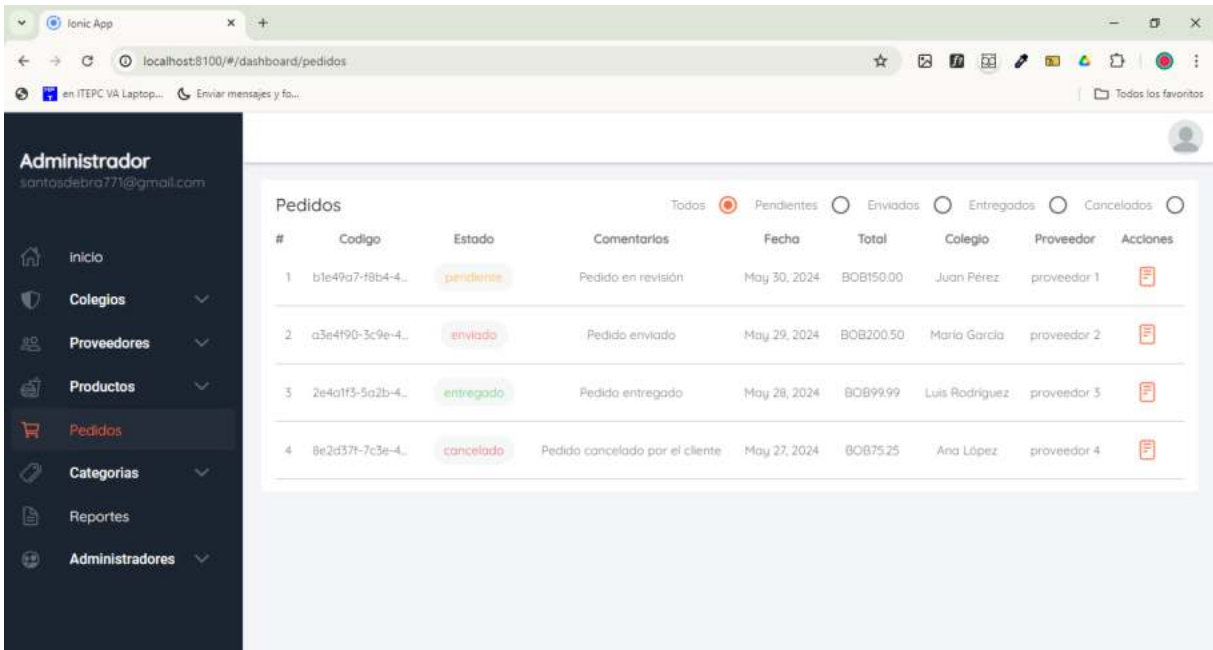 Ionic App
localhost:8100/#/dashboard/pedidos
en ITEPC VA Laptop... Enviar mensajes y fo... Todos los favoritos
Administrador
santosdebra771@gmail.com
inicio
Colegios
Proveedores
Productos
Pedidos
Categorias
Reportes
Administradores
Pedidos Todos Pendientes Enviados Entregados Cancelados
# Codigo Estado Comentarios Fecha Total Colegio Proveedor Acciones
1 b1e49a7-f8b4-4... pendiente Pedido en revisión May 30, 2024 BOB150.00 Juan Pérez proveedor 1
2 a3e4f90-3c9e-4... enviado Pedido enviado May 29, 2024 BOB200.50 María García proveedor 2
3 2e4a1f3-5a2b-4... entregado Pedido entregado May 28, 2024 BOB99.99 Luis Rodríguez proveedor 3
4 8e2d37f-7c3e-4... cancelado Pedido cancelado por el cliente May 27, 2024 BOB75.25 Ana López proveedor 4